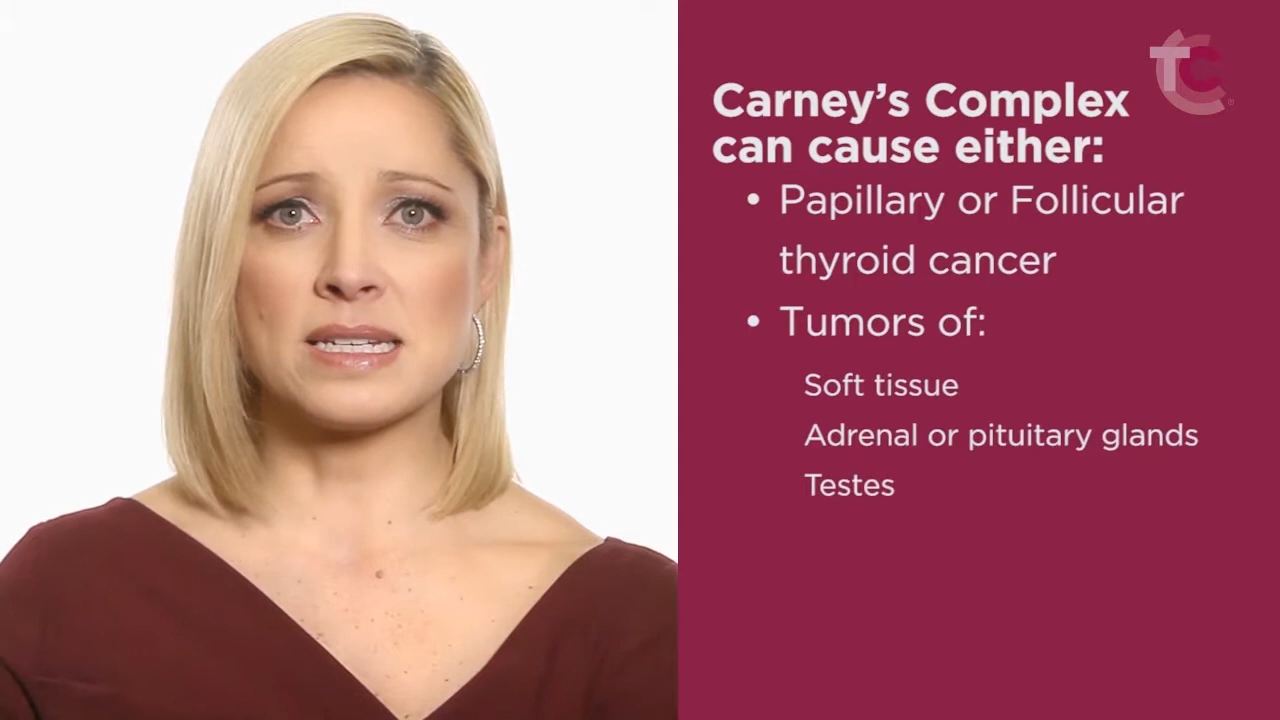 TC
Carney’s Complex
can cause either:
• Papillary or Follicular
thyroid cancer
• Tumors of:
Soft tissue
Adrenal or pituitary glands
Testes